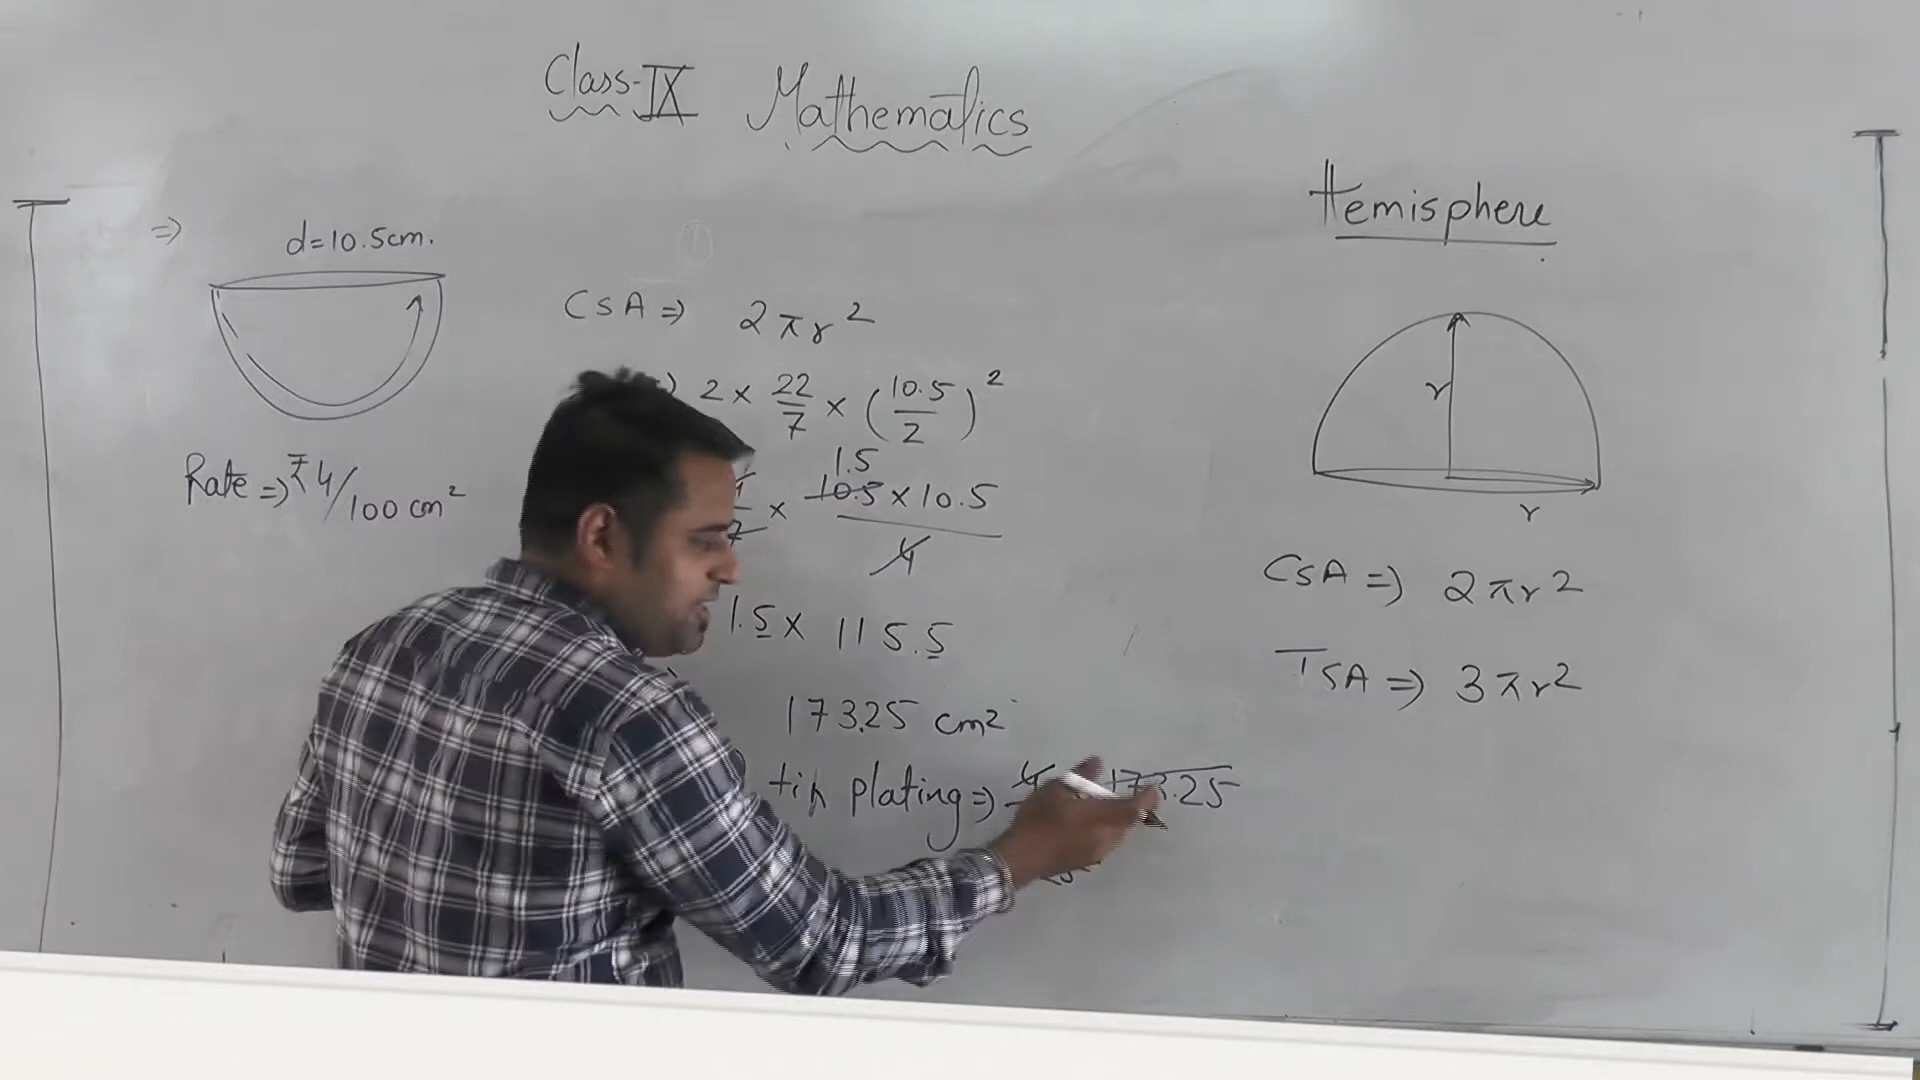 Class-IX Mathematics
=> d=10.5cm.
Rate => ₹4/100 cm²
CSA => 2πr²
2 × 22/7 × (10.5/2)²
1.5
× 10.5 × 10.5 / 4
1.5 × 115.5
173.25 cm²
tin plating => 4 173.25
Hemisphere
r
r
CSA => 2πr²
TSA => 3πr²